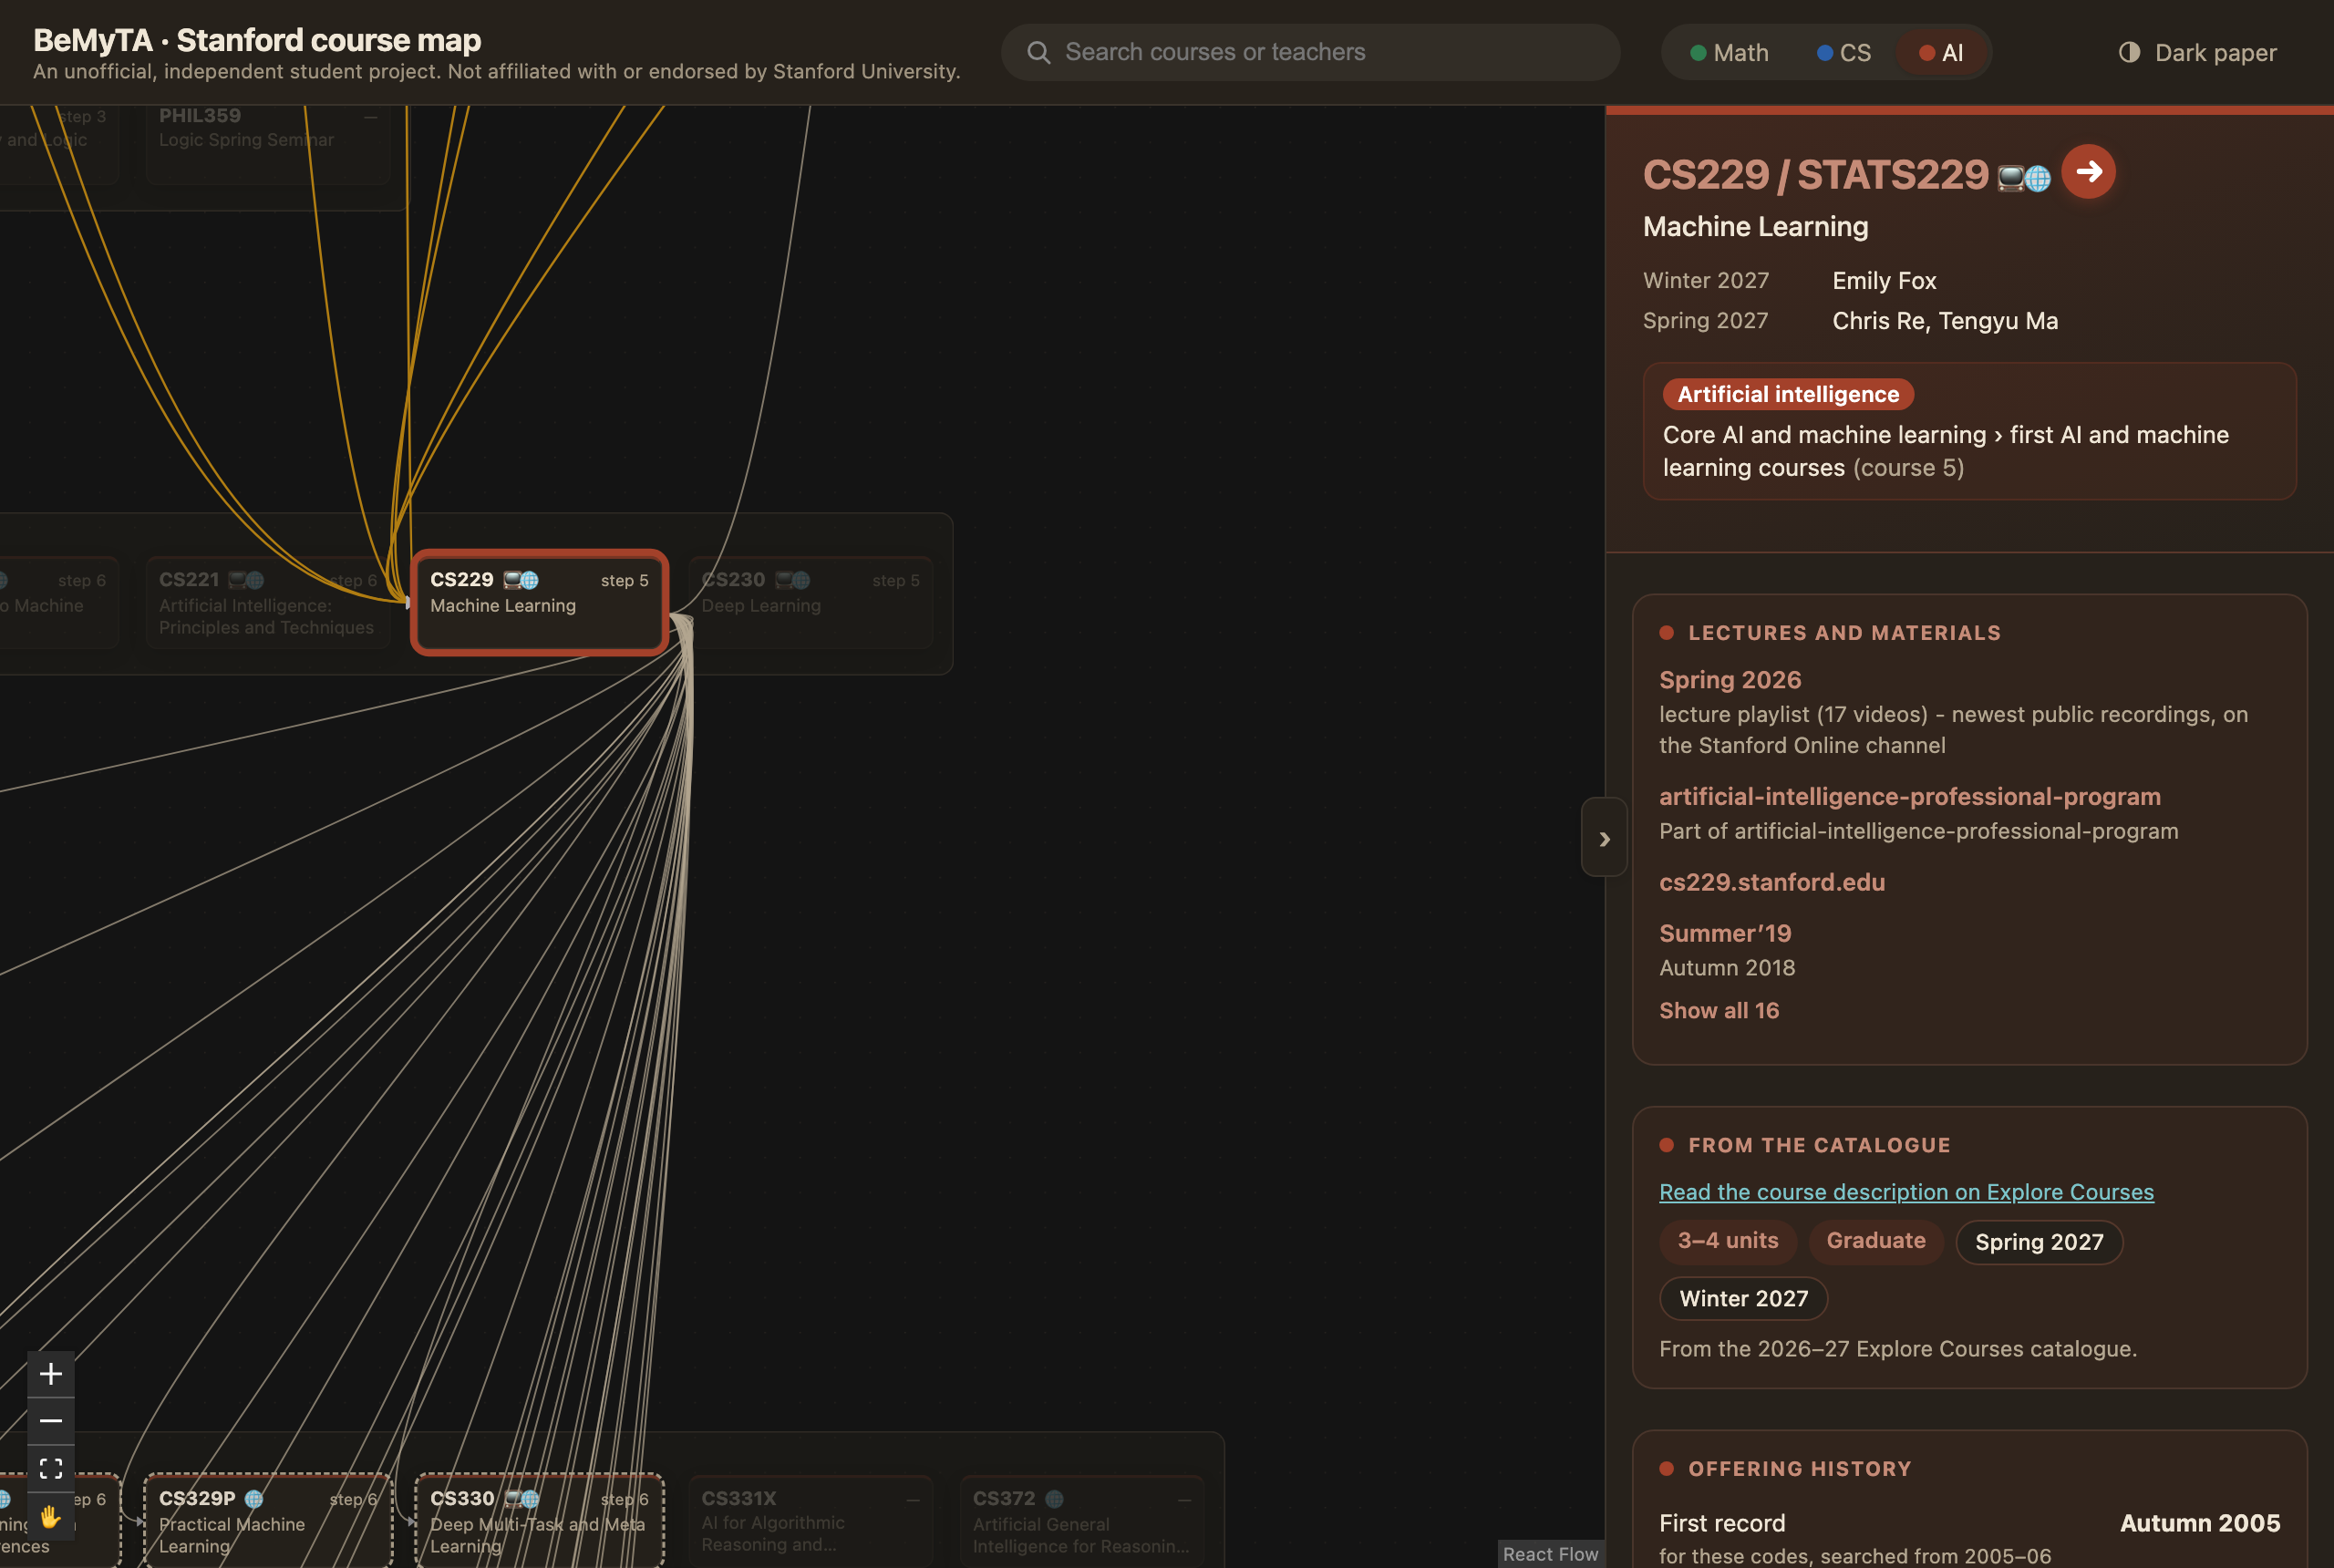 BeMyTA · Stanford course map
An unofficial, independent student project. Not affiliated with or endorsed by Stanford University.
Search courses or teachers
Math
CS
AI
Dark paper
step 3
and Logic
PHIL359
—
Logic Spring Seminar
step 6
o Machine
CS221
step 6
Artificial Intelligence:
Principles and Techniques
CS229
step 5
Machine Learning
CS230
step 5
Deep Learning
CS329P
step 6
Practical Machine
Learning
CS330
step 6
Deep Multi-Task and Meta
Learning
CS331X
—
AI for Algorithmic
Reasoning and...
CS372
—
Artificial General
Intelligence for Reasonin...
React Flow
CS229 / STATS229
Machine Learning
Winter 2027 Emily Fox
Spring 2027 Chris Re, Tengyu Ma
Artificial intelligence
Core AI and machine learning › first AI and machine
learning courses (course 5)
LECTURES AND MATERIALS
Spring 2026
lecture playlist (17 videos) - newest public recordings, on
the Stanford Online channel
artificial-intelligence-professional-program
Part of artificial-intelligence-professional-program
cs229.stanford.edu
Summer’19
Autumn 2018
Show all 16
FROM THE CATALOGUE
Read the course description on Explore Courses
3–4 units
Graduate
Spring 2027
Winter 2027
From the 2026–27 Explore Courses catalogue.
OFFERING HISTORY
First record Autumn 2005
for these codes, searched from 2005–06